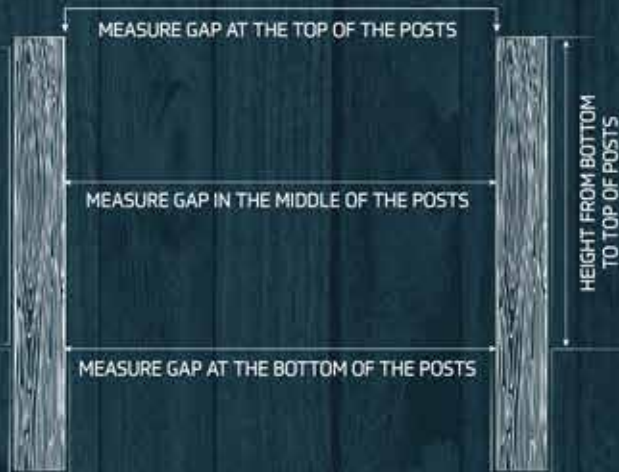 MEASURE GAP AT THE TOP OF THE POSTS
MEASURE GAP IN THE MIDDLE OF THE POSTS
MEASURE GAP AT THE BOTTOM OF THE POSTS
HEIGHT FROM BOTTOM
TO TOP OF POSTS